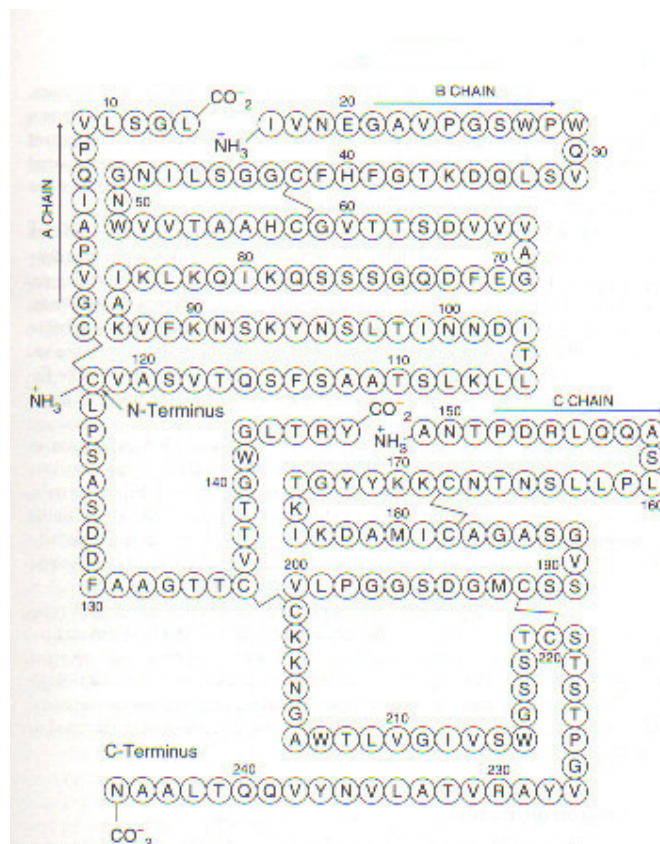 10 CO₂⁻ 20 B CHAIN
V L S G L I V N E G A V P G S W P W
⁺NH₃
P Q 30
40
Q G N I L S G G C F H F G T K D Q L S V
A CHAIN
I N 50 60
A W V V T A A H C G V T T S D V V V
P 80 70 A
V I K L K Q I K Q S S S G Q D F E G
G A 90 100
C K V F K N S K Y N S L T I N N D I
120 110 T
C V A S V T Q S F S A A T S L K L L
⁺NH₃ N-Terminus
CO₂⁻ 150 C CHAIN
L G L T R Y ⁺NH₃ A N T P D R L Q Q A
P W 170 S
S 140 G T G Y Y K K C N T N S L L P L
A T K 160
S T I K D A M I C A G A S G
180
D V 200 190 V
D
F A A G T T C V L P G G S D G M C S S
130
C
K T C S
K S 220 T
N S S
G 210 G T
A W T L V G I V S W P
C-Terminus G
240 230
N A A L T Q Q V Y N V L A T V R A Y V
CO₂⁻